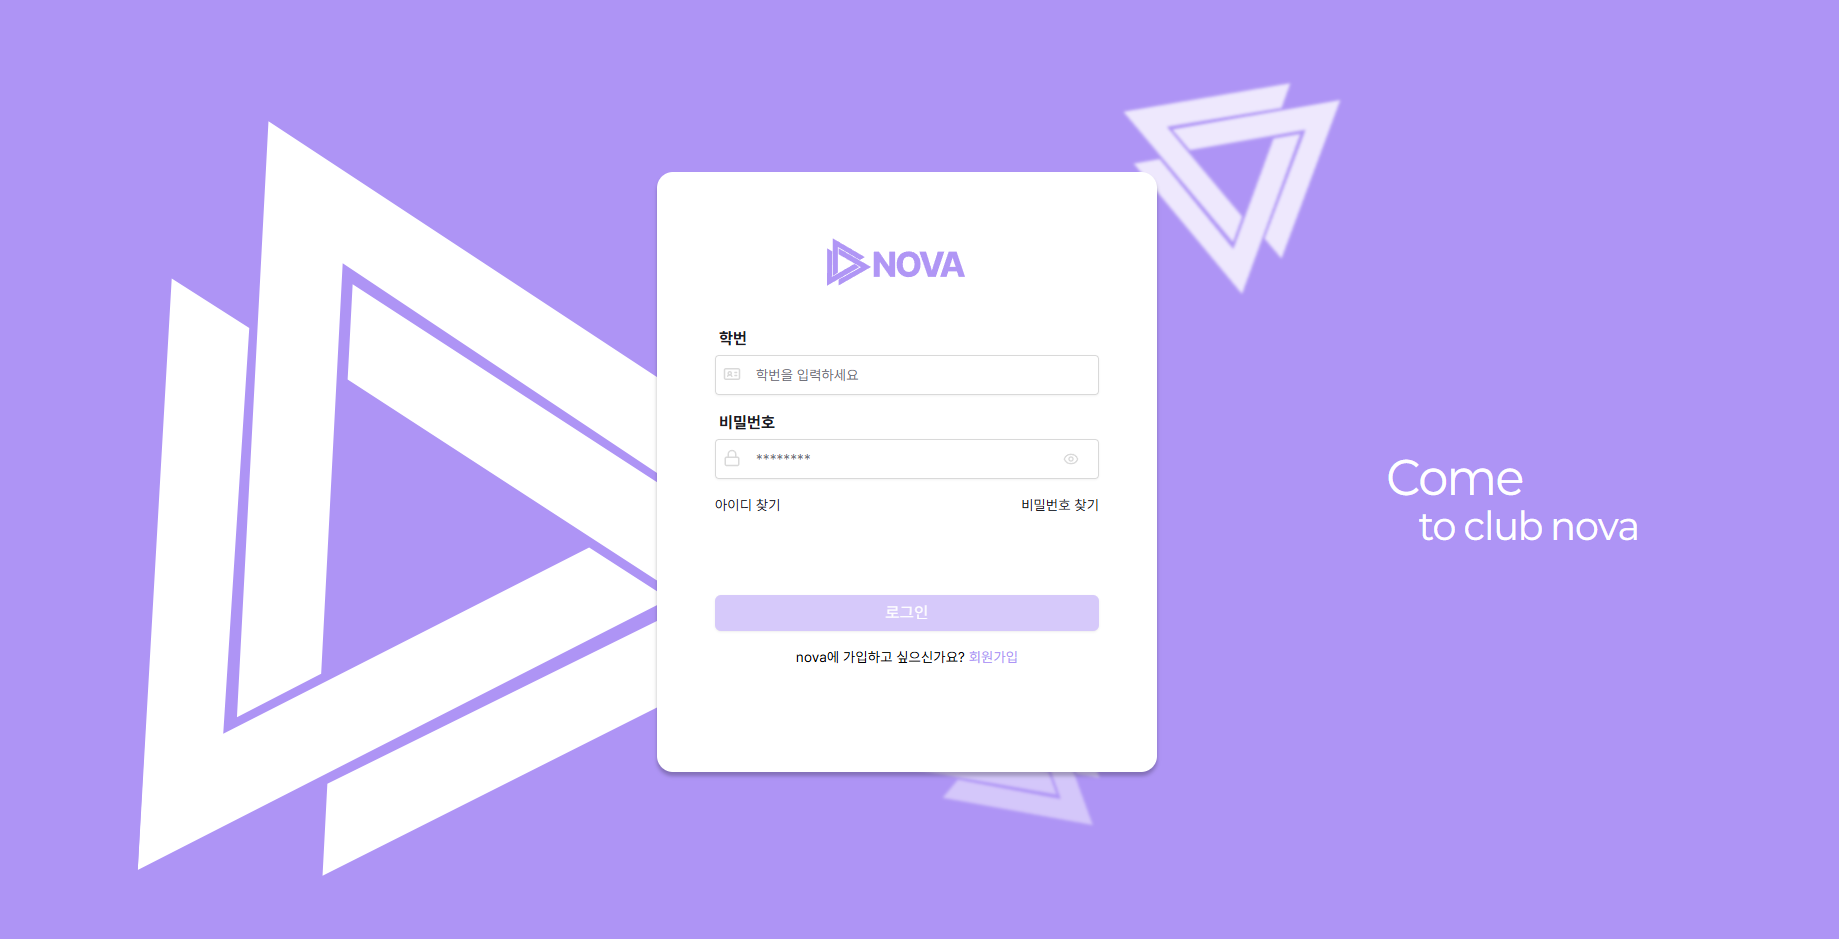 NOVA
학번
학번을 입력하세요
비밀번호
********
아이디 찾기
비밀번호 찾기
로그인
nova에 가입하고 싶으신가요? 회원가입
Come
to club nova